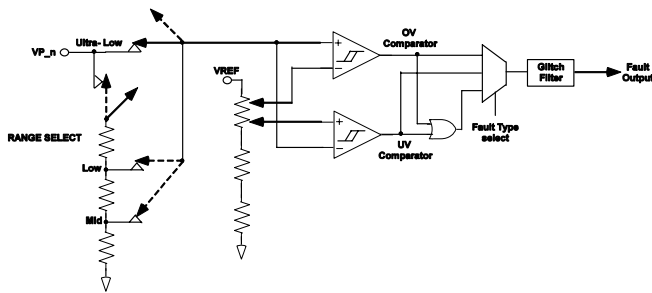 Ultra- Low
VP_n
RANGE SELECT
Low
Mid
VREF
+
−
OV
Comparator
+
−
UV
Comparator
Fault Type
select
Glitch
Filter
Fault
Output